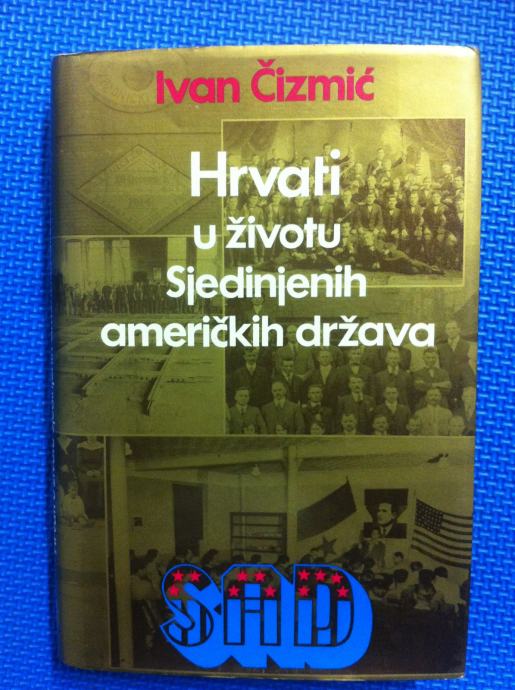 Ivan Čizmić
Hrvati
u životu
Sjedinjenih
američkih država
SAD